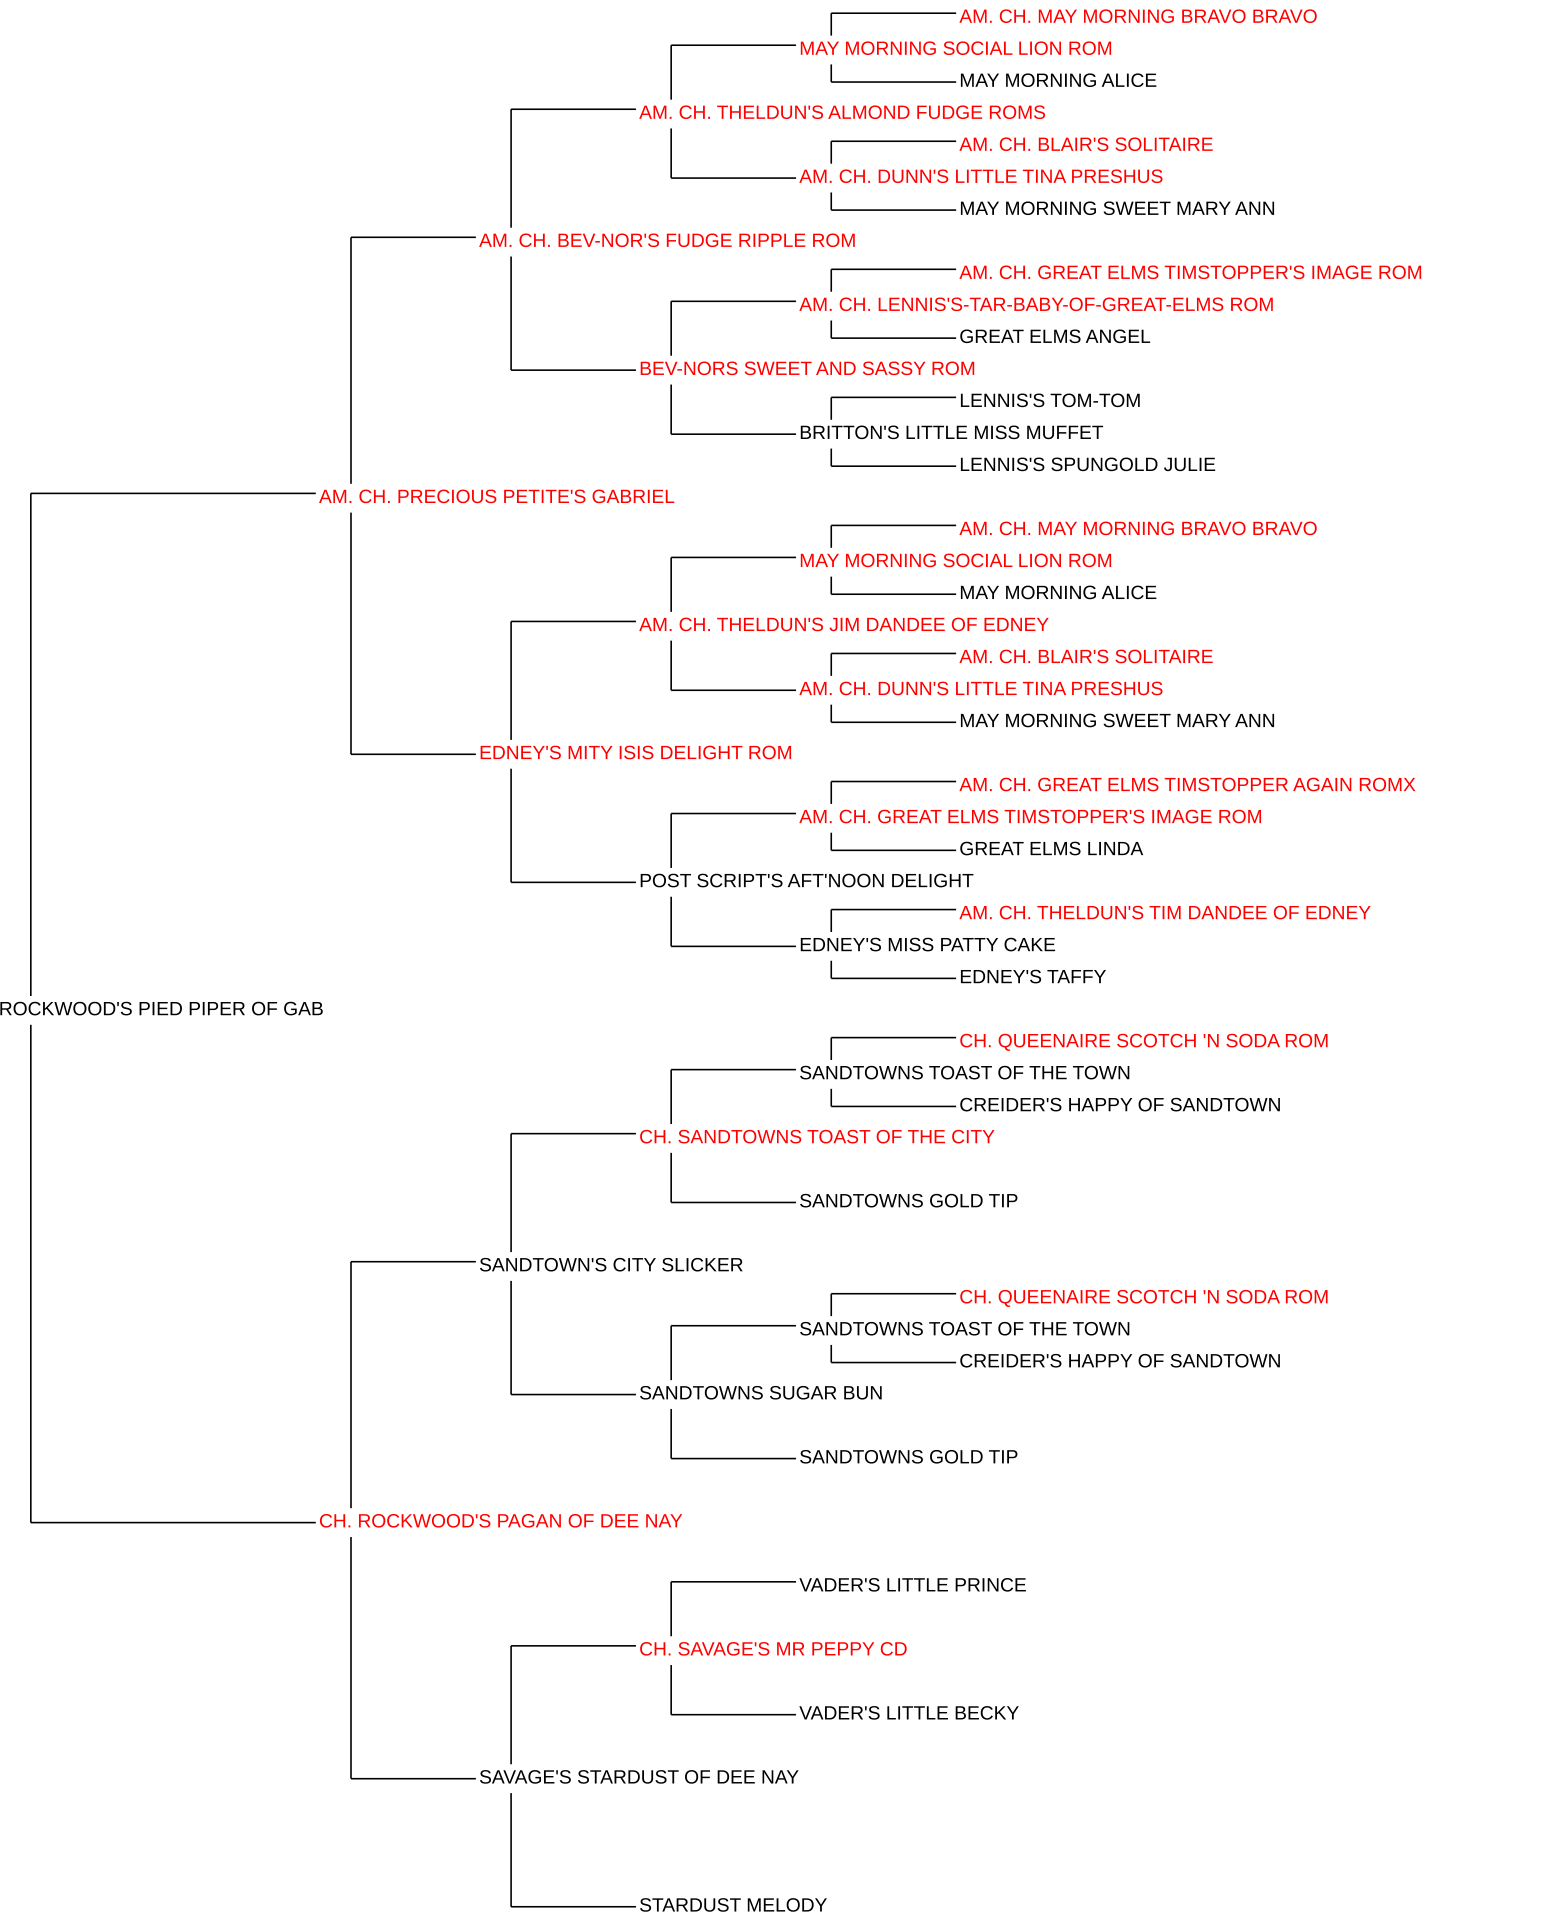 AM. CH. MAY MORNING BRAVO BRAVO
MAY MORNING SOCIAL LION ROM
MAY MORNING ALICE
AM. CH. THELDUN'S ALMOND FUDGE ROMS
AM. CH. BLAIR'S SOLITAIRE
AM. CH. DUNN'S LITTLE TINA PRESHUS
MAY MORNING SWEET MARY ANN
AM. CH. BEV-NOR'S FUDGE RIPPLE ROM
AM. CH. GREAT ELMS TIMSTOPPER'S IMAGE ROM
AM. CH. LENNIS'S-TAR-BABY-OF-GREAT-ELMS ROM
GREAT ELMS ANGEL
BEV-NORS SWEET AND SASSY ROM
LENNIS'S TOM-TOM
BRITTON'S LITTLE MISS MUFFET
LENNIS'S SPUNGOLD JULIE
AM. CH. PRECIOUS PETITE'S GABRIEL
AM. CH. MAY MORNING BRAVO BRAVO
MAY MORNING SOCIAL LION ROM
MAY MORNING ALICE
AM. CH. THELDUN'S JIM DANDEE OF EDNEY
AM. CH. BLAIR'S SOLITAIRE
AM. CH. DUNN'S LITTLE TINA PRESHUS
MAY MORNING SWEET MARY ANN
EDNEY'S MITY ISIS DELIGHT ROM
AM. CH. GREAT ELMS TIMSTOPPER AGAIN ROMX
AM. CH. GREAT ELMS TIMSTOPPER'S IMAGE ROM
GREAT ELMS LINDA
POST SCRIPT'S AFT'NOON DELIGHT
AM. CH. THELDUN'S TIM DANDEE OF EDNEY
EDNEY'S MISS PATTY CAKE
EDNEY'S TAFFY
ROCKWOOD'S PIED PIPER OF GAB
CH. QUEENAIRE SCOTCH 'N SODA ROM
SANDTOWNS TOAST OF THE TOWN
CREIDER'S HAPPY OF SANDTOWN
CH. SANDTOWNS TOAST OF THE CITY
SANDTOWNS GOLD TIP
SANDTOWN'S CITY SLICKER
CH. QUEENAIRE SCOTCH 'N SODA ROM
SANDTOWNS TOAST OF THE TOWN
CREIDER'S HAPPY OF SANDTOWN
SANDTOWNS SUGAR BUN
SANDTOWNS GOLD TIP
CH. ROCKWOOD'S PAGAN OF DEE NAY
VADER'S LITTLE PRINCE
CH. SAVAGE'S MR PEPPY CD
VADER'S LITTLE BECKY
SAVAGE'S STARDUST OF DEE NAY
STARDUST MELODY